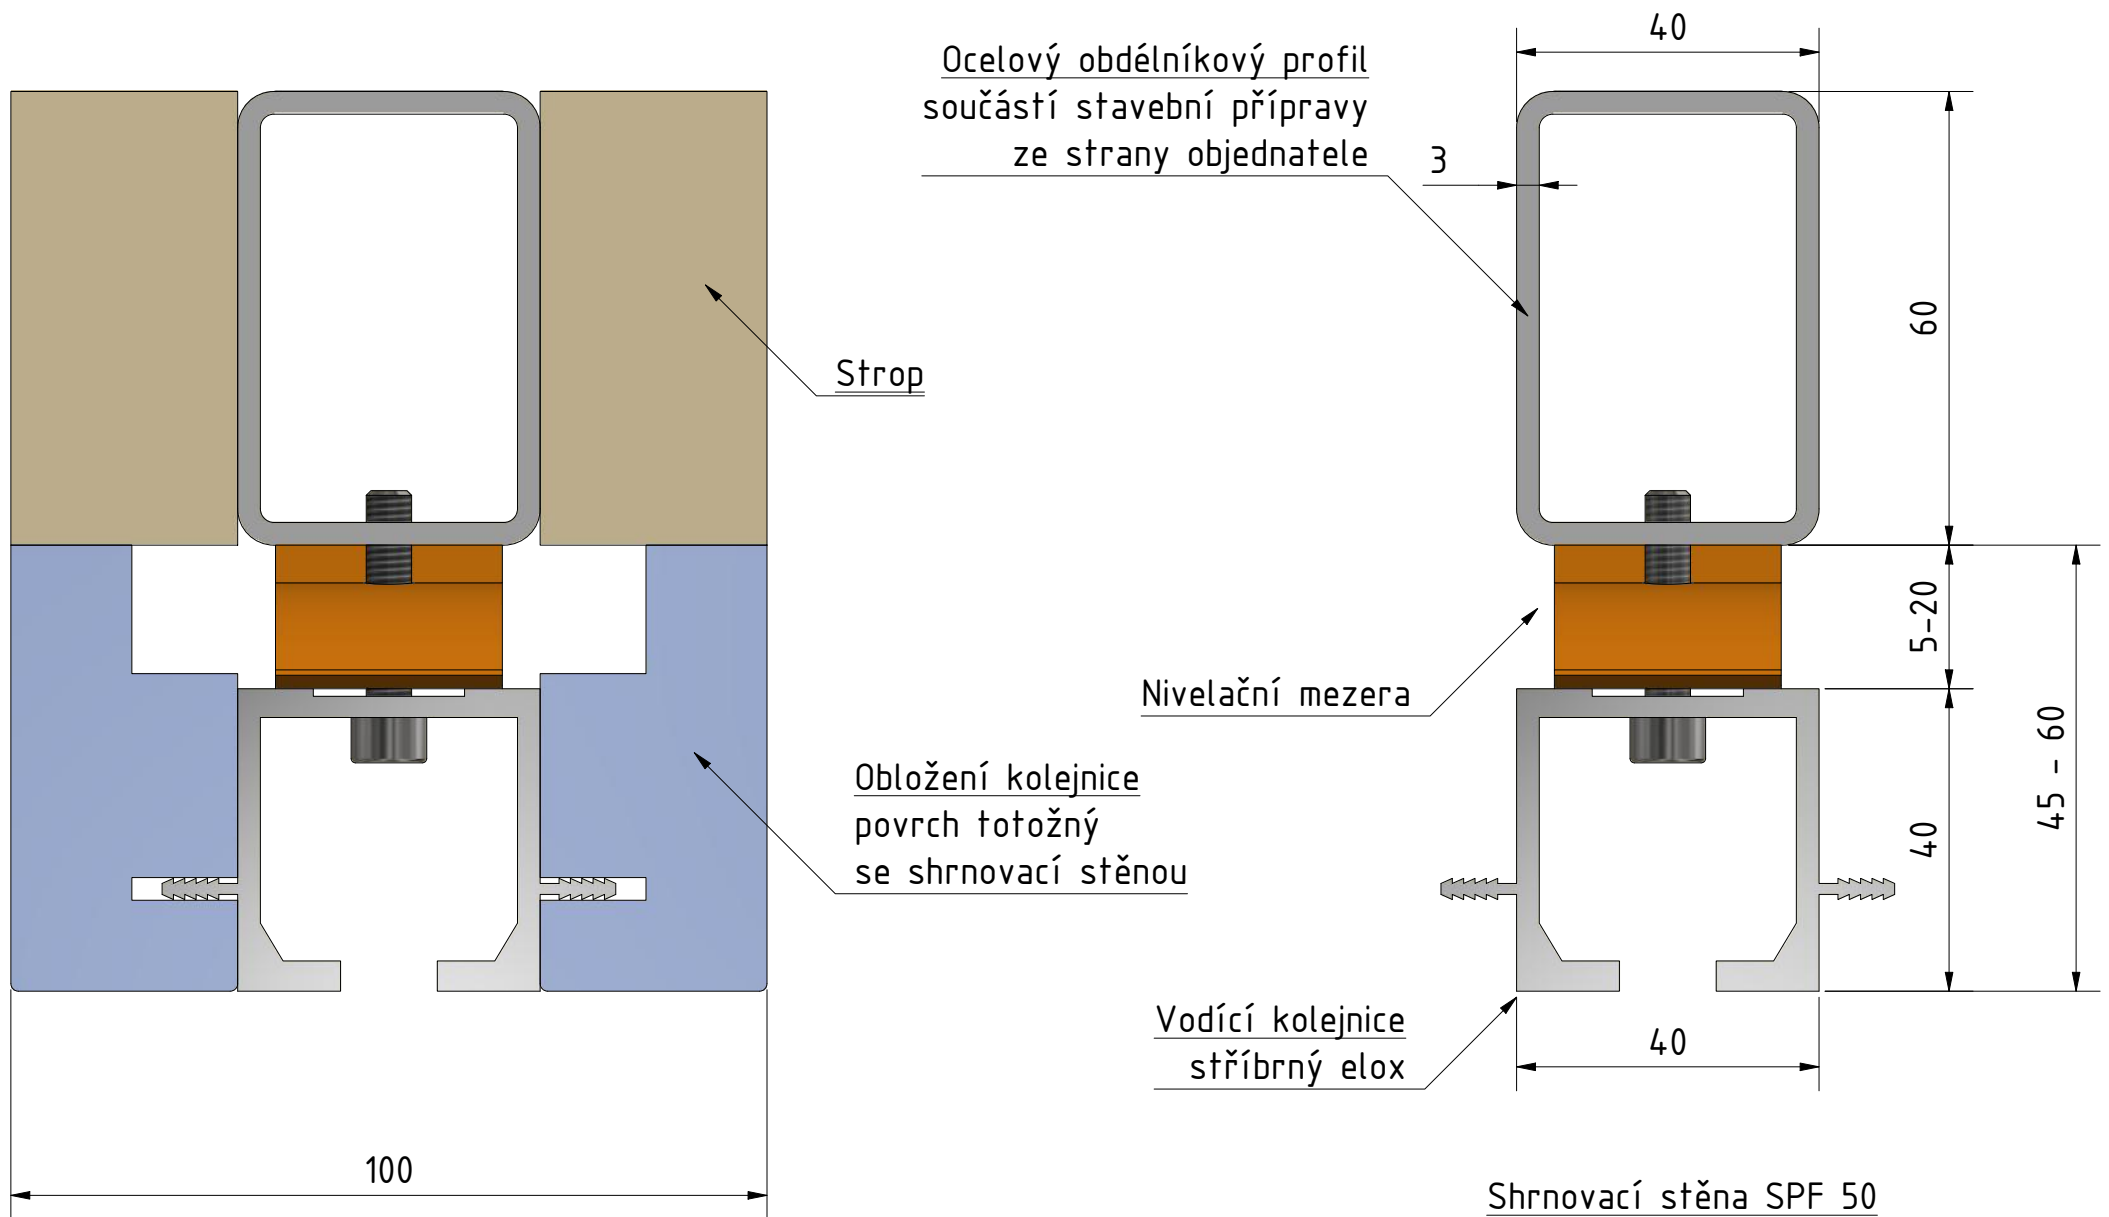 40
Ocelový obdélníkový profil
součástí stavební přípravy
ze strany objednatele
3
60
Strop
5-20
Nivelační mezera
45 - 60
Obložení kolejnice
povrch totožný
se shrnovací stěnou
40
Vodící kolejnice
stříbrný elox
40
100
Shrnovací stěna SPF 50